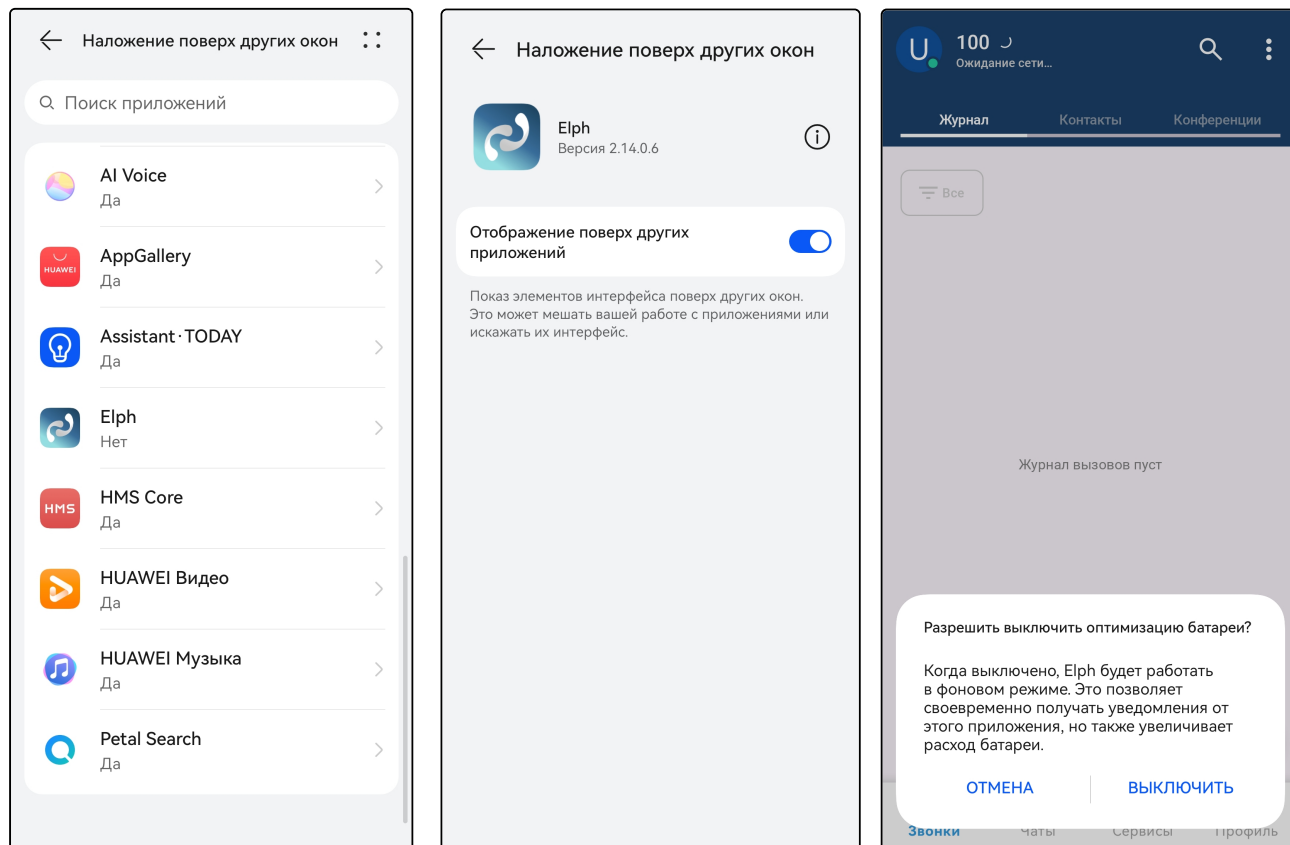 Наложение поверх других окон
Поиск приложений
AI Voice
Да
HUAWEI
AppGallery
Да
Assistant·TODAY
Да
Elph
Нет
HMS
HMS Core
Да
HUAWEI Видео
Да
HUAWEI Музыка
Да
Petal Search
Да
Наложение поверх других окон
Elph
Версия 2.14.0.6
Отображение поверх других
приложений
Показ элементов интерфейса поверх других окон.
Это может мешать вашей работе с приложениями или
искажать их интерфейс.
U
100
Ожидание сети...
Журнал Контакты Конференции
Все
Журнал вызовов пуст
Разрешить выключить оптимизацию батареи?
Когда выключено, Elph будет работать
в фоновом режиме. Это позволяет
своевременно получать уведомления от
этого приложения, но также увеличивает
расход батареи.
ОТМЕНА ВЫКЛЮЧИТЬ
Звонки Чаты Сервисы Профиль